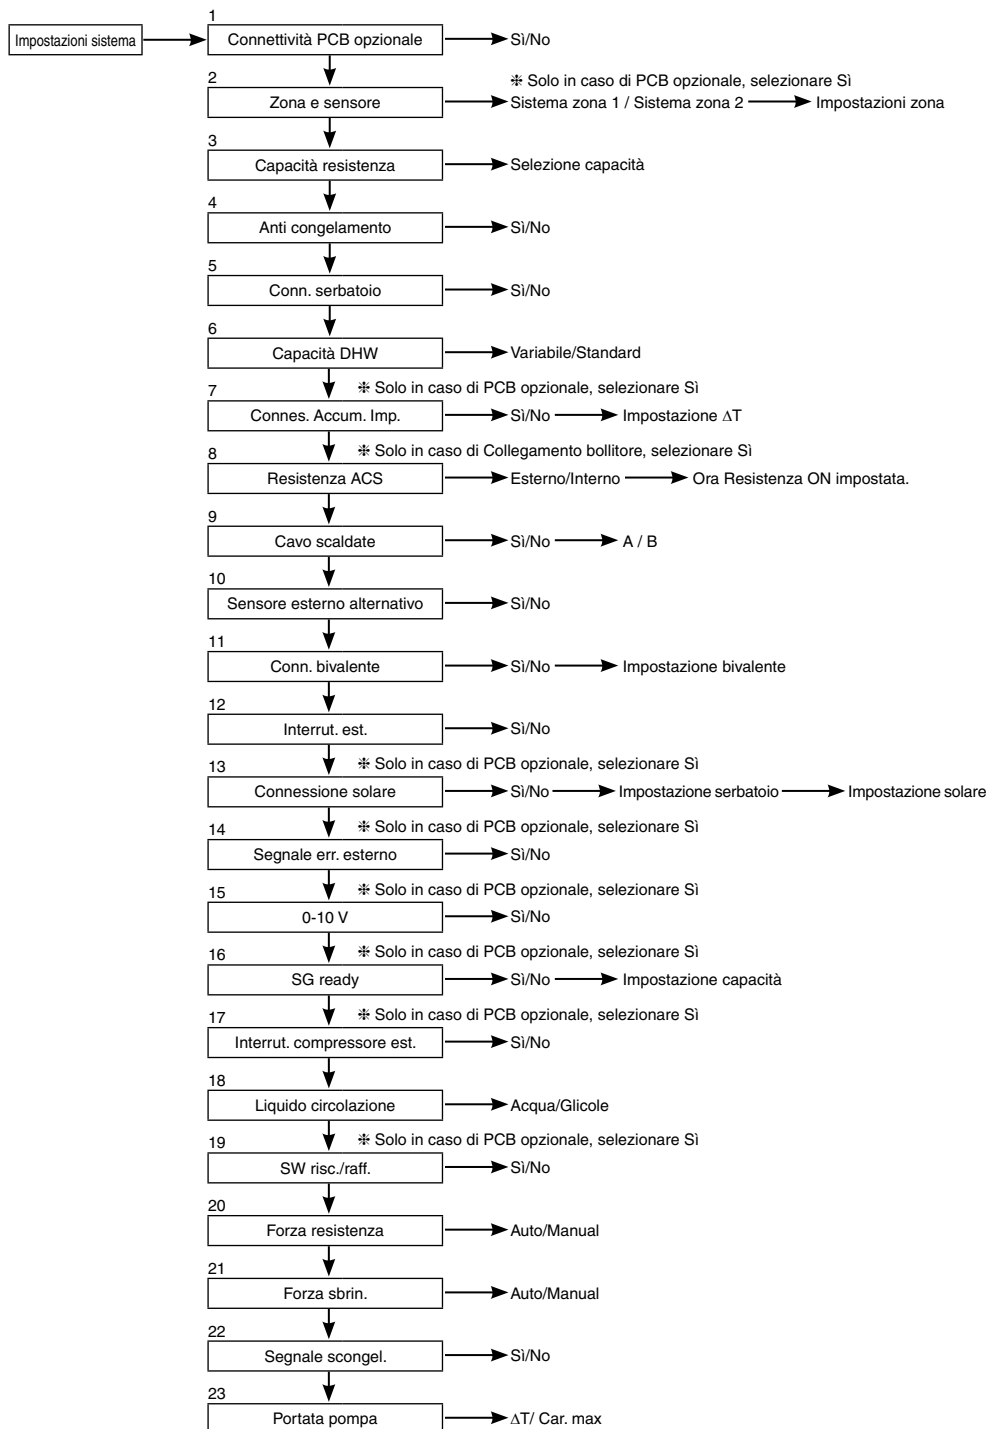 1
Impostazioni sistema
Connettività PCB opzionale
Sì/No
2
❉ Solo in caso di PCB opzionale, selezionare Sì
Zona e sensore
Sistema zona 1 / Sistema zona 2
Impostazioni zona
3
Capacità resistenza
Selezione capacità
4
Anti congelamento
Sì/No
5
Conn. serbatoio
Sì/No
6
Capacità DHW
Variabile/Standard
7
❉ Solo in caso di PCB opzionale, selezionare Sì
Connes. Accum. Imp.
Sì/No
Impostazione ∆T
8
❉ Solo in caso di Collegamento bollitore, selezionare Sì
Resistenza ACS
Esterno/Interno
Ora Resistenza ON impostata.
9
Cavo scaldate
Sì/No
A / B
10
Sensore esterno alternativo
Sì/No
11
Conn. bivalente
Sì/No
Impostazione bivalente
12
Interrut. est.
Sì/No
13
❉ Solo in caso di PCB opzionale, selezionare Sì
Connessione solare
Sì/No
Impostazione serbatoio
Impostazione solare
14
❉ Solo in caso di PCB opzionale, selezionare Sì
Segnale err. esterno
Sì/No
15
❉ Solo in caso di PCB opzionale, selezionare Sì
0-10 V
Sì/No
16
❉ Solo in caso di PCB opzionale, selezionare Sì
SG ready
Sì/No
Impostazione capacità
17
❉ Solo in caso di PCB opzionale, selezionare Sì
Interrut. compressore est.
Sì/No
18
Liquido circolazione
Acqua/Glicole
19
❉ Solo in caso di PCB opzionale, selezionare Sì
SW risc./raff.
Sì/No
20
Forza resistenza
Auto/Manual
21
Forza sbrin.
Auto/Manual
22
Segnale scongel.
Sì/No
23
Portata pompa
∆T/ Car. max